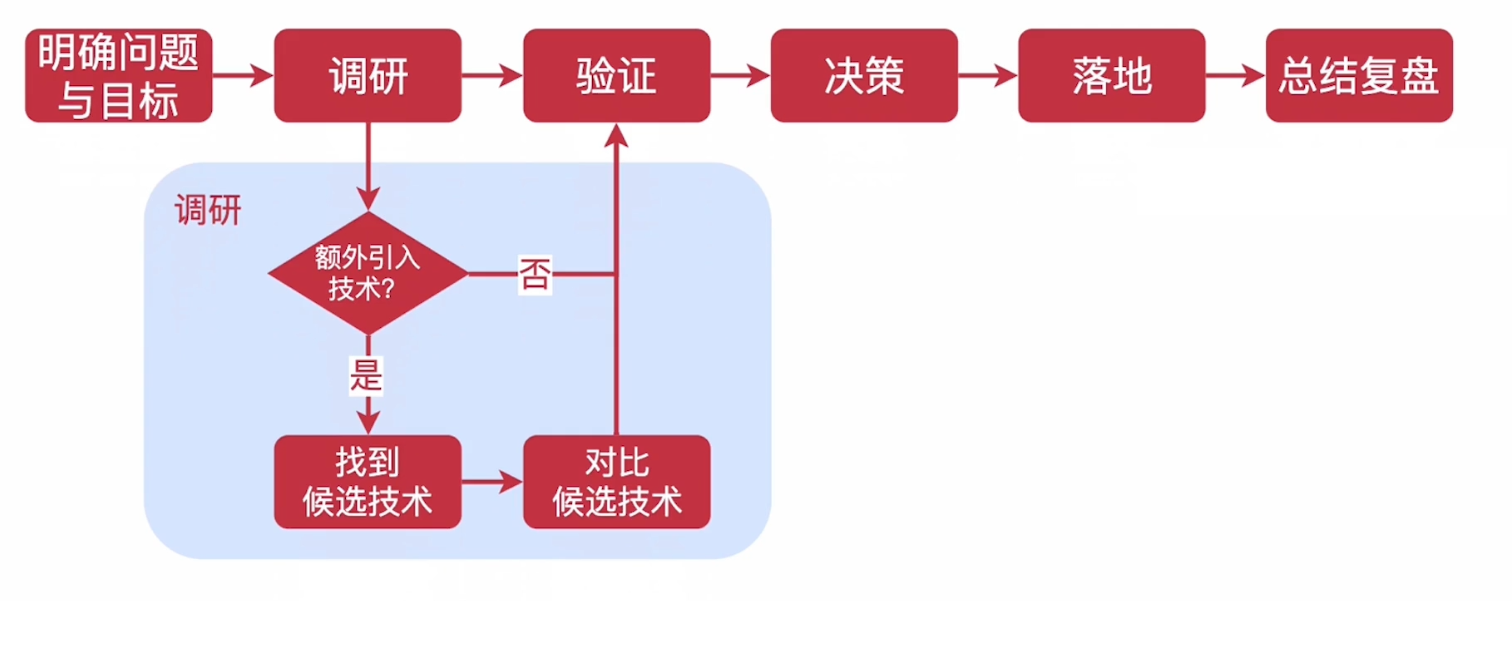 明确问题
与目标
调研
验证
决策
落地
总结复盘
调研
额外引入
技术?
否
是
找到
候选技术
对比
候选技术